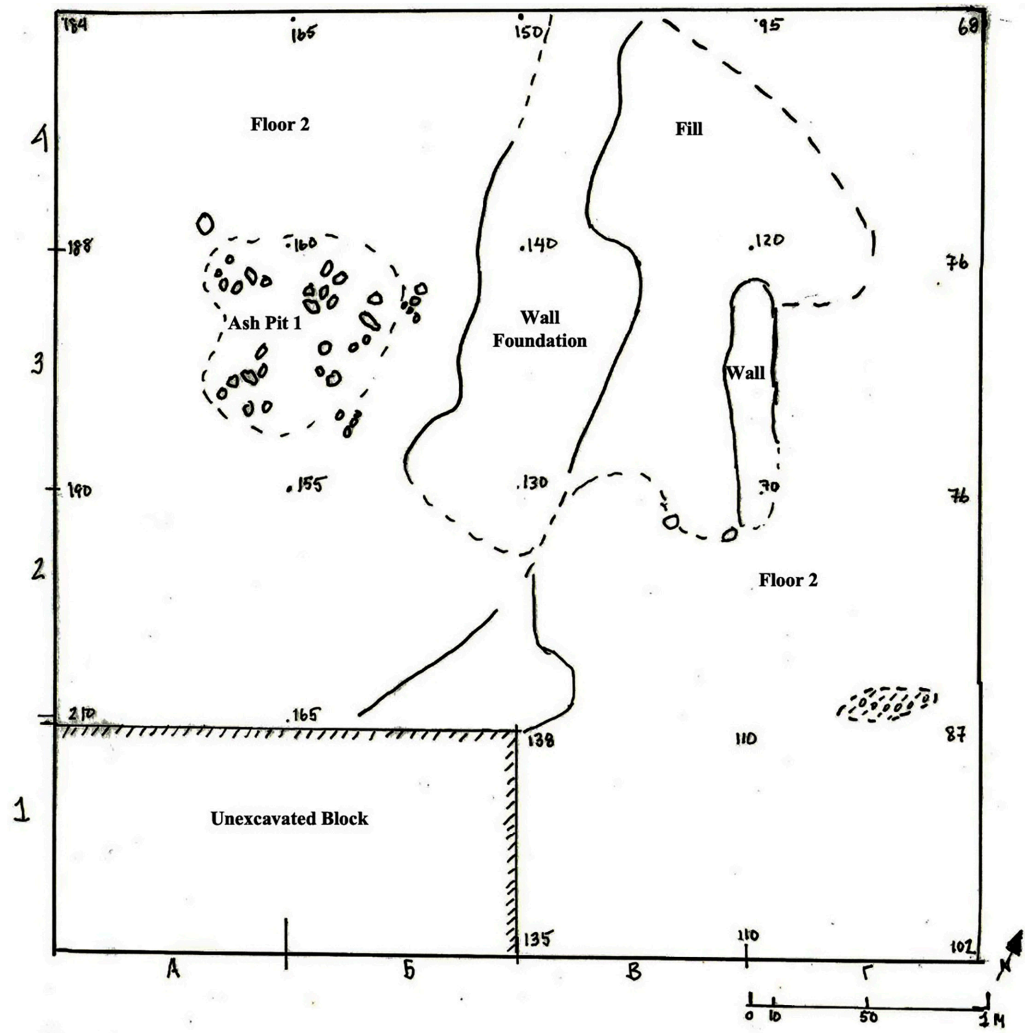 184 165 150 95 68
Floor 2
Fill
4
188 160 140 120 76
Ash Pit 1
Wall
Foundation
3
Wall
190 155 130 70 76
2
Floor 2
210 165 138 110 87
1
Unexcavated Block
135 110 102
А Б В Г
N
0 10 50 1 M